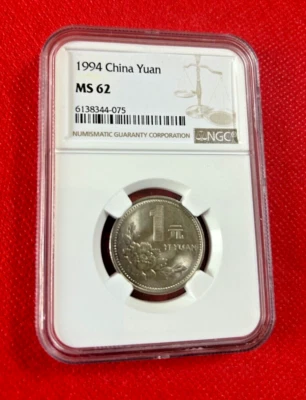 1994 China Yuan
MS 62
6138344-075
NUMISMATIC GUARANTY CORPORATION
NGC
1 元
YI YUAN